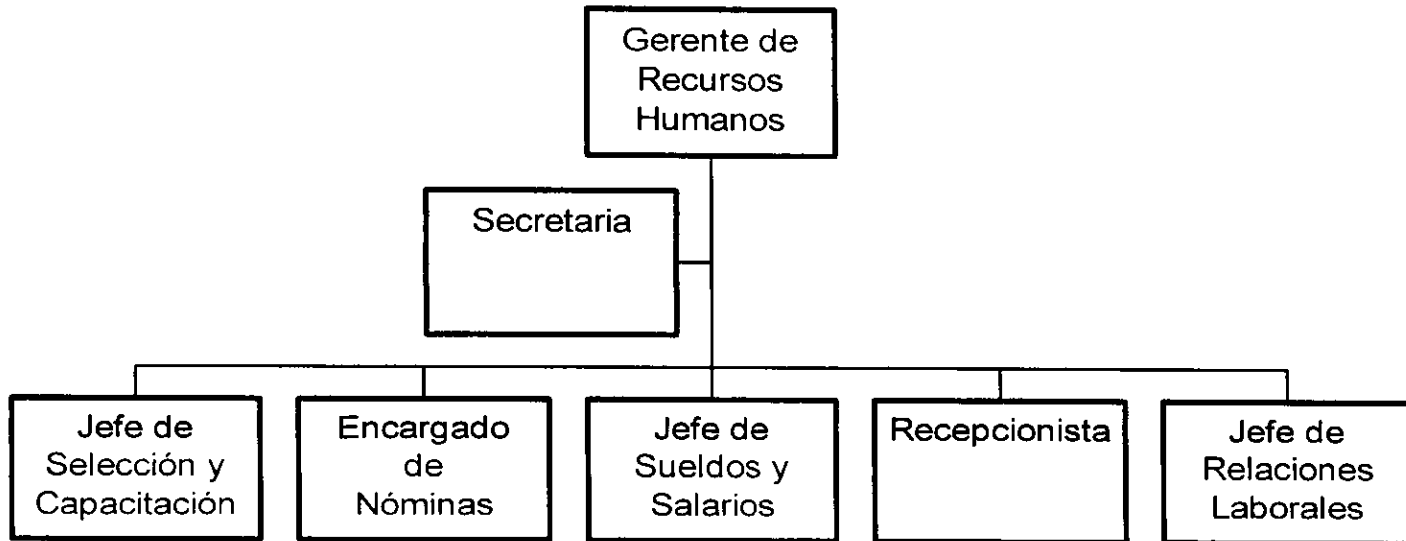 Gerente de
Recursos
Humanos
Secretaria
Jefe de
Selección y
Capacitación
Encargado
de
Nóminas
Jefe de
Sueldos y
Salarios
Recepcionista
Jefe de
Relaciones
Laborales